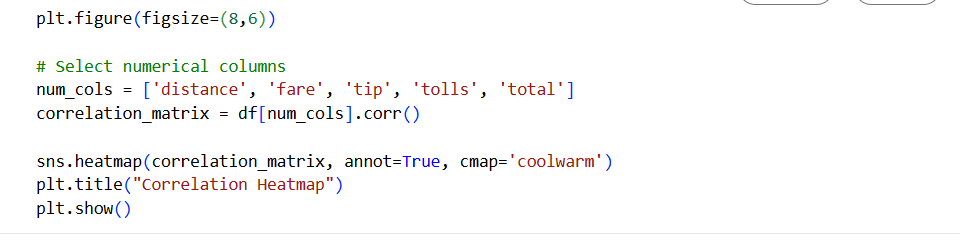 plt.figure(figsize=(8,6))
# Select numerical columns
num_cols = ['distance', 'fare', 'tip', 'tolls', 'total']
correlation_matrix = df[num_cols].corr()
sns.heatmap(correlation_matrix, annot=True, cmap='coolwarm')
plt.title("Correlation Heatmap")
plt.show()